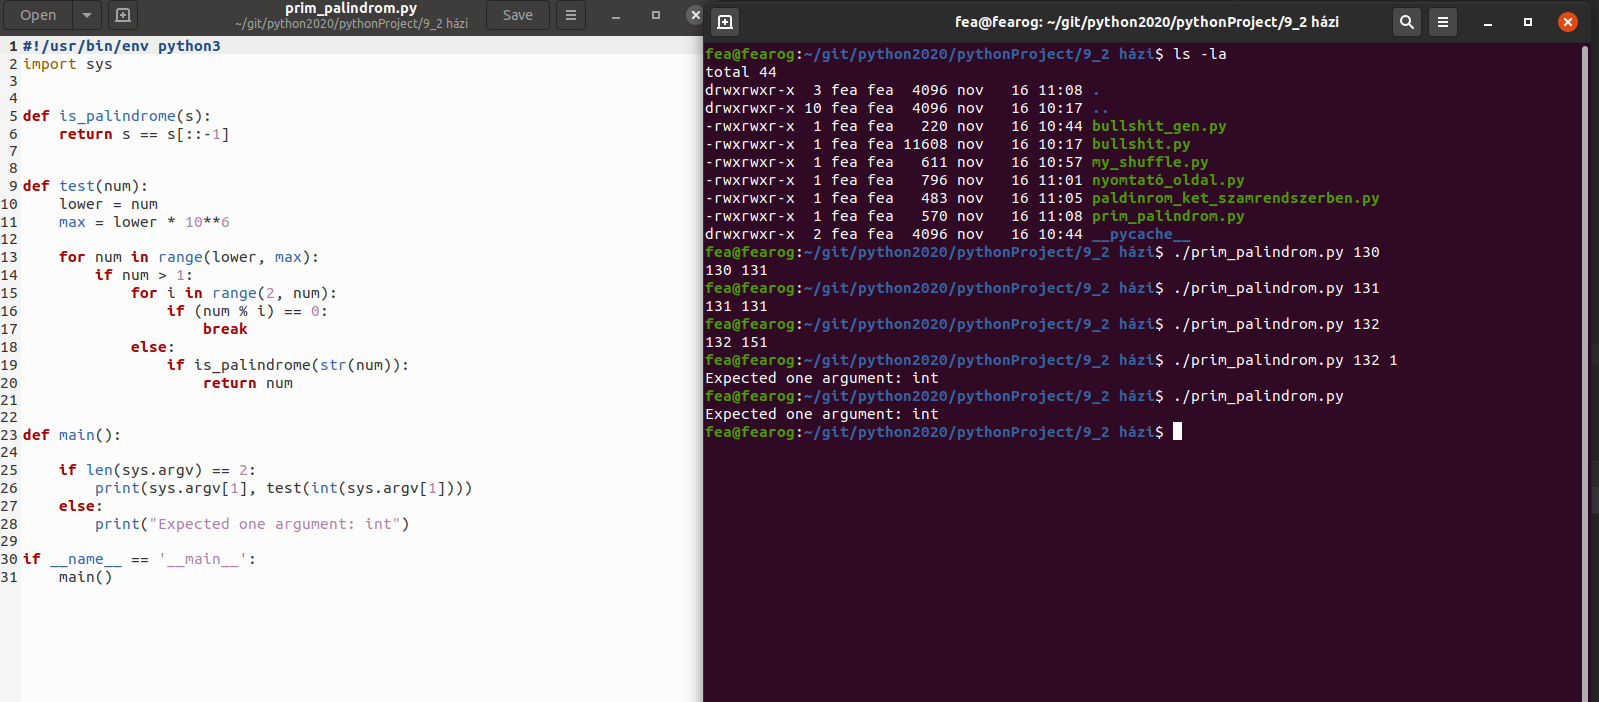 Open
prim_palindrom.py
~/git/python2020/pythonProject/9_2 házi
Save
1 #!/usr/bin/env python3
2 import sys
3
4
5 def is_palindrome(s):
6     return s == s[::-1]
7
8
9 def test(num):
10     lower = num
11     max = lower * 10**6
12
13     for num in range(lower, max):
14         if num > 1:
15             for i in range(2, num):
16                 if (num % i) == 0:
17                     break
18             else:
19                 if is_palindrome(str(num)):
20                     return num
21
22
23 def main():
24
25     if len(sys.argv) == 2:
26         print(sys.argv[1], test(int(sys.argv[1])))
27     else:
28         print("Expected one argument: int")
29
30 if __name__ == '__main__':
31     main()
fea@fearog: ~/git/python2020/pythonProject/9_2 házi
fea@fearog:~/git/python2020/pythonProject/9_2 házi$ ls -la
total 44
drwxrwxr-x  3 fea fea  4096 nov   16 11:08 .
drwxrwxr-x 10 fea fea  4096 nov   16 10:17 ..
-rwxrwxr-x  1 fea fea   220 nov   16 10:44 bullshit_gen.py
-rwxrwxr-x  1 fea fea 11608 nov   16 10:17 bullshit.py
-rwxrwxr-x  1 fea fea   611 nov   16 10:57 my_shuffle.py
-rwxrwxr-x  1 fea fea   796 nov   16 11:01 nyomtató_oldal.py
-rwxrwxr-x  1 fea fea   483 nov   16 11:05 paldinrom_ket_szamrendszerben.py
-rwxrwxr-x  1 fea fea   570 nov   16 11:08 prim_palindrom.py
drwxrwxr-x  2 fea fea  4096 nov   16 10:44 __pycache__
fea@fearog:~/git/python2020/pythonProject/9_2 házi$ ./prim_palindrom.py 130
130 131
fea@fearog:~/git/python2020/pythonProject/9_2 házi$ ./prim_palindrom.py 131
131 131
fea@fearog:~/git/python2020/pythonProject/9_2 házi$ ./prim_palindrom.py 132
132 151
fea@fearog:~/git/python2020/pythonProject/9_2 házi$ ./prim_palindrom.py 132 1
Expected one argument: int
fea@fearog:~/git/python2020/pythonProject/9_2 házi$ ./prim_palindrom.py
Expected one argument: int
fea@fearog:~/git/python2020/pythonProject/9_2 házi$